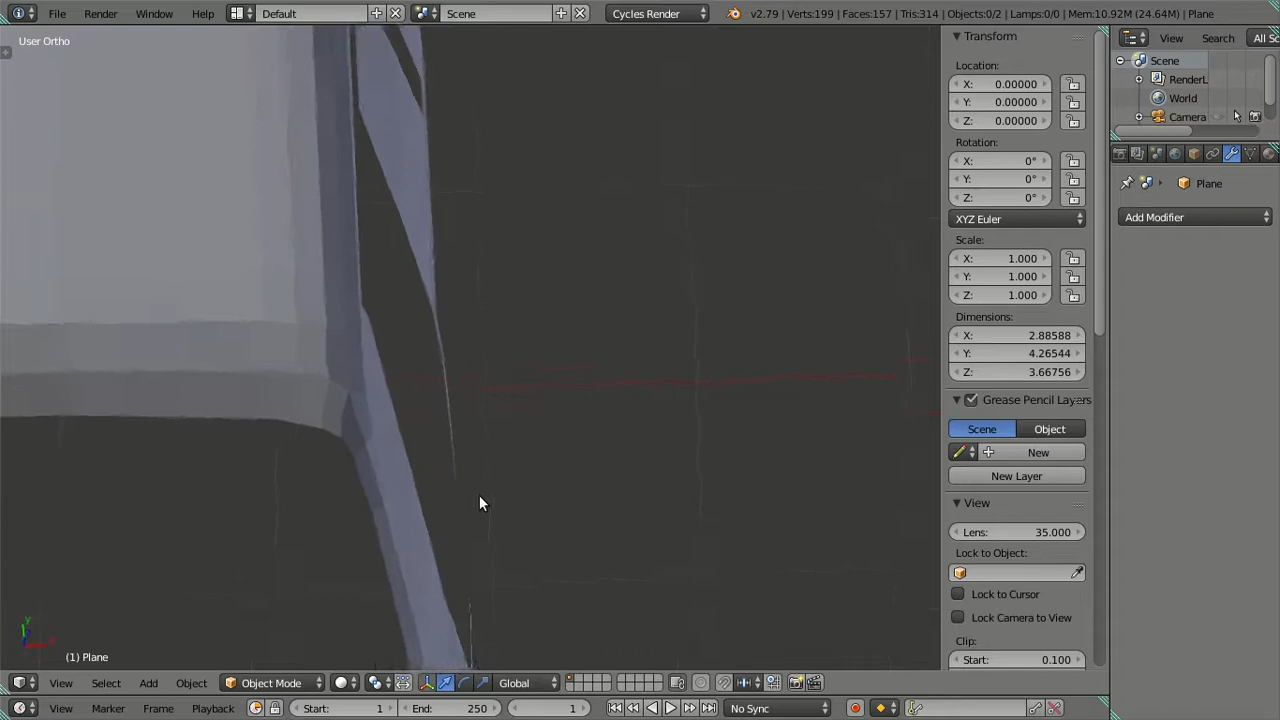 File Render Window Help Default Scene Cycles Render v2.79 | Verts:199 | Faces:157 | Tris:314 | Objects:0/2 | Lamps:0/0 | Mem:10.92M (24.64M) | Plane
User Ortho
(1) Plane
View Select Add Object Object Mode Global
View Marker Frame Playback Start: 1 End: 250 1 No Sync
Transform
Location:
X: 0.00000
Y: 0.00000
Z: 0.00000
Rotation:
X: 0°
Y: 0°
Z: 0°
XYZ Euler
Scale:
X: 1.000
Y: 1.000
Z: 1.000
Dimensions:
X: 2.88588
Y: 4.26544
Z: 3.66756
Grease Pencil Layers
Scene Object
New
New Layer
View
Lens: 35.000
Lock to Object:
Lock to Cursor
Lock Camera to View
Clip:
Start: 0.100
View Search All Sc
Scene
RenderL
World
Camera
Plane
Add Modifier